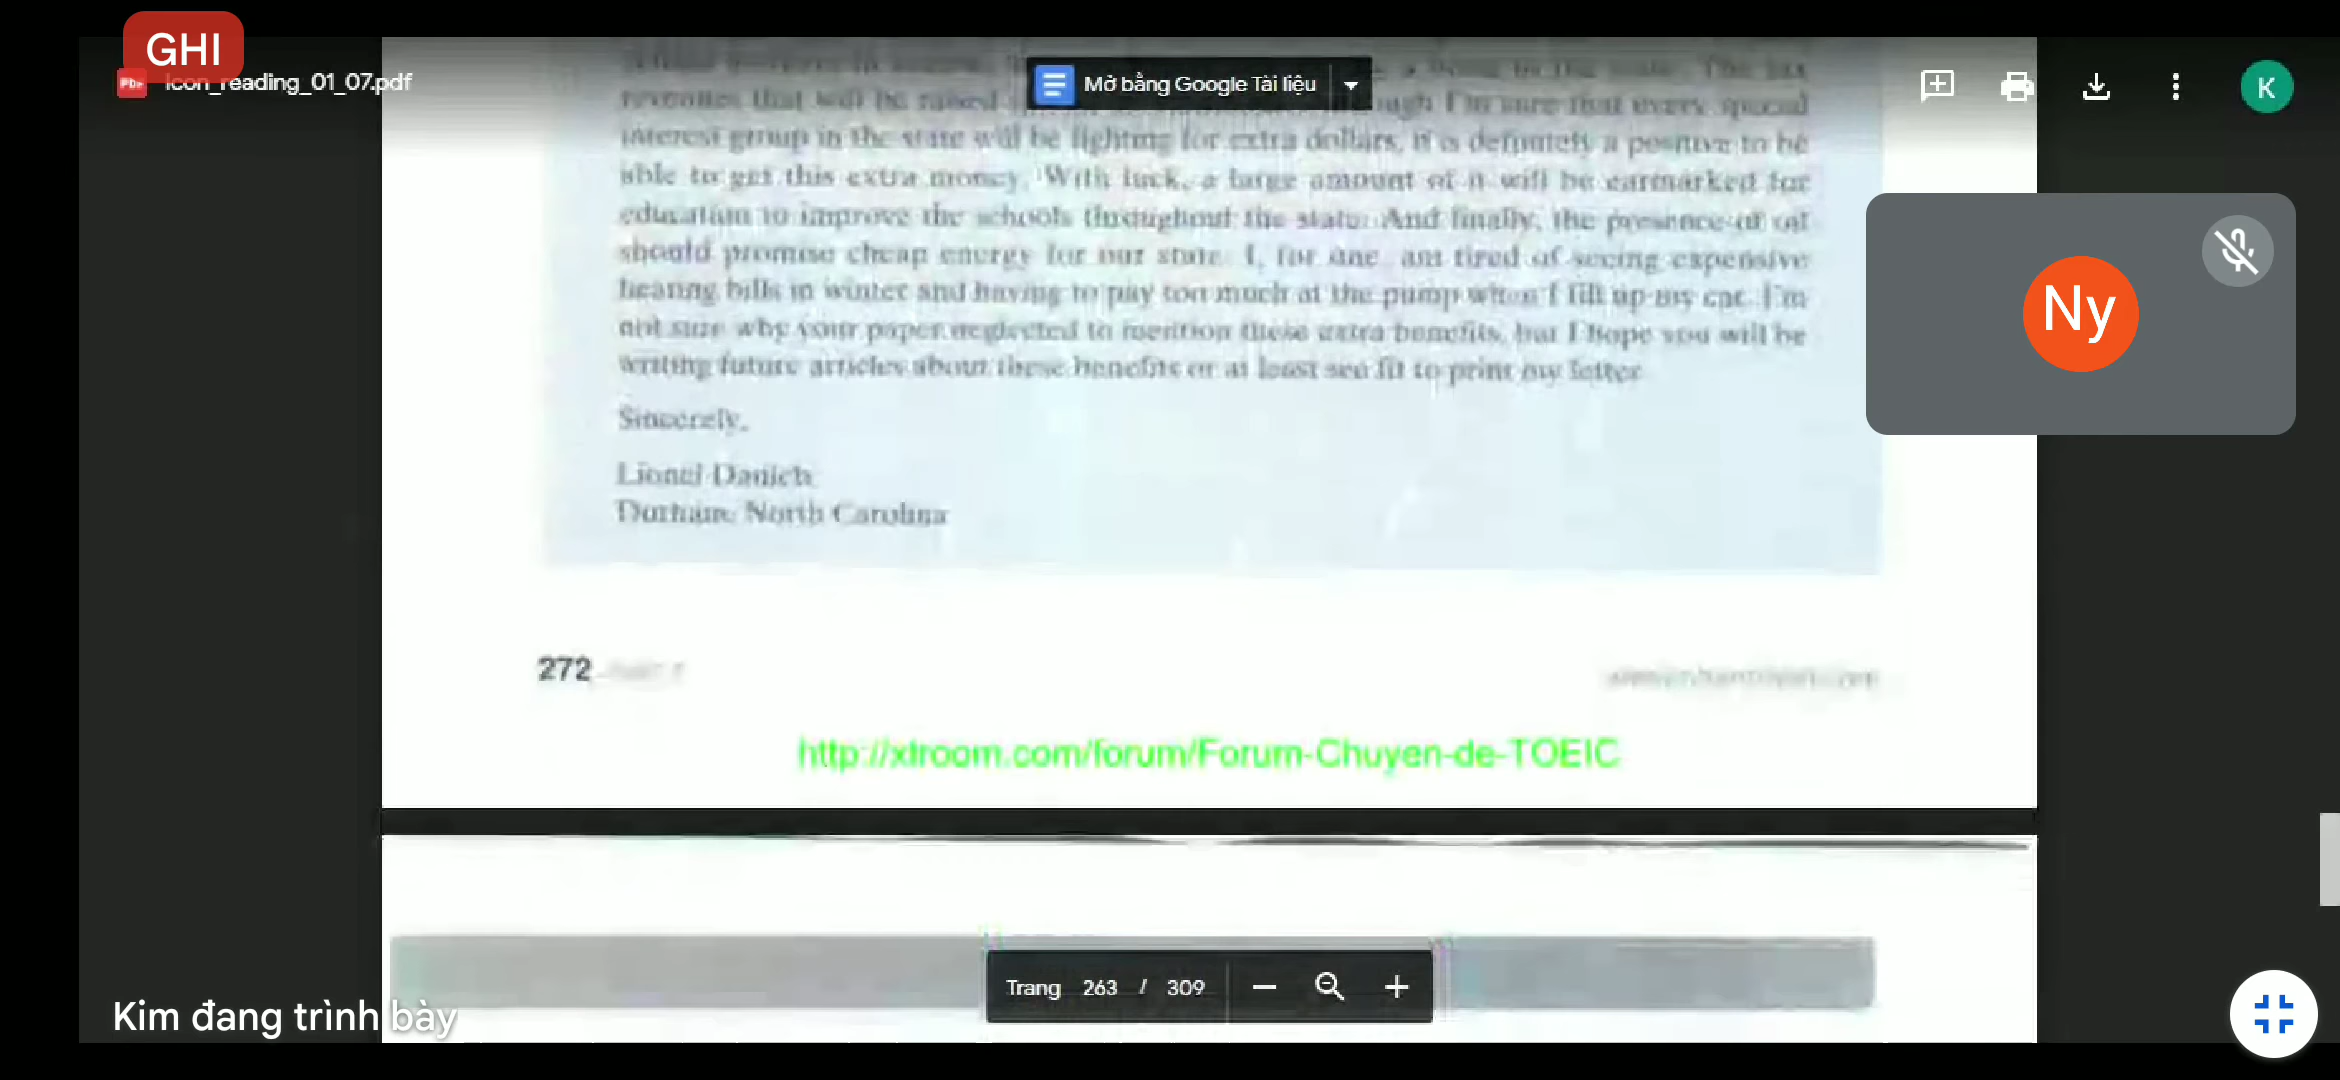 GHI
Icon_reading_01_07.pdf
Mở bằng Google Tài liệu
K
revenues that will be raised ugh I'm sure that every special
interest group in the state will be fighting for extra dollars, it is definitely a positive to be
able to get this extra money. With luck, a large amount of it will be earmarked for
education to improve the schools throughout the state. And finally, the presence of oil
should promise cheap energy for our state. I, for one, am tired of seeing expensive
heating bills in winter and having to pay too much at the pump when I fill up my car. I'm
not sure why your paper neglected to mention these extra benefits, but I hope you will be
writing future articles about these benefits or at least see fit to print my letter.
Sincerely,
Lionel Danich
Durham, North Carolina
Ny
272
http://xtroom.com/forum/Forum-Chuyen-de-TOEIC
Trang 263 / 309
Kim đang trình bày